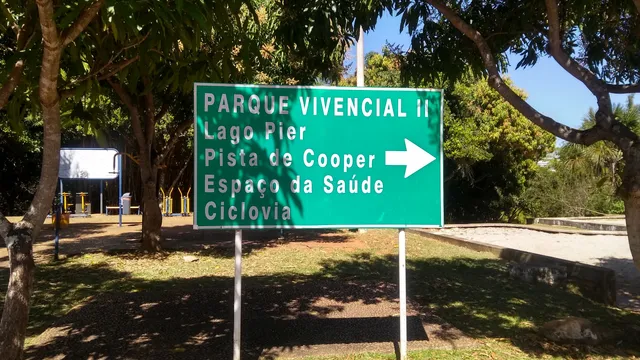 PARQUE VIVENCIAL II
Lago Pier
Pista de Cooper
Espaço da Saúde
Ciclovia